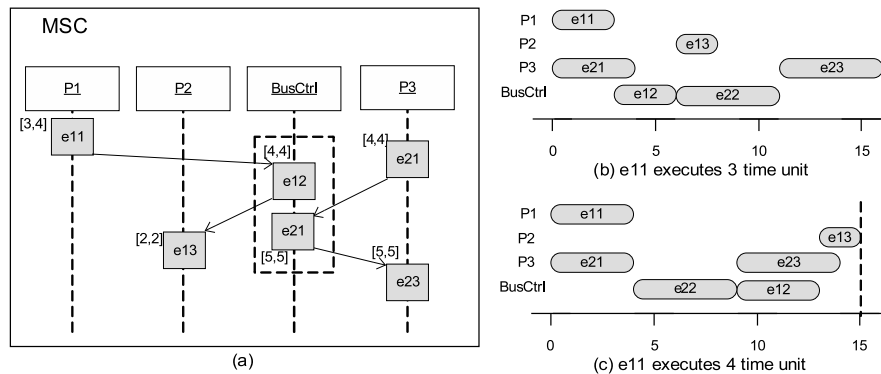 MSC
P1 P2 BusCtrl P3
[3,4] e11
[4,4] e12
[4,4] e21
[2,2] e13
e21 [5,5]
[5,5] e23
(a)
P1 e11
P2 e13
P3 e21 e23
BusCtrl e12 e22
0 5 10 15
(b) e11 executes 3 time unit
P1 e11
P2 e13
P3 e21 e23
BusCtrl e22 e12
0 5 10 15
(c) e11 executes 4 time unit